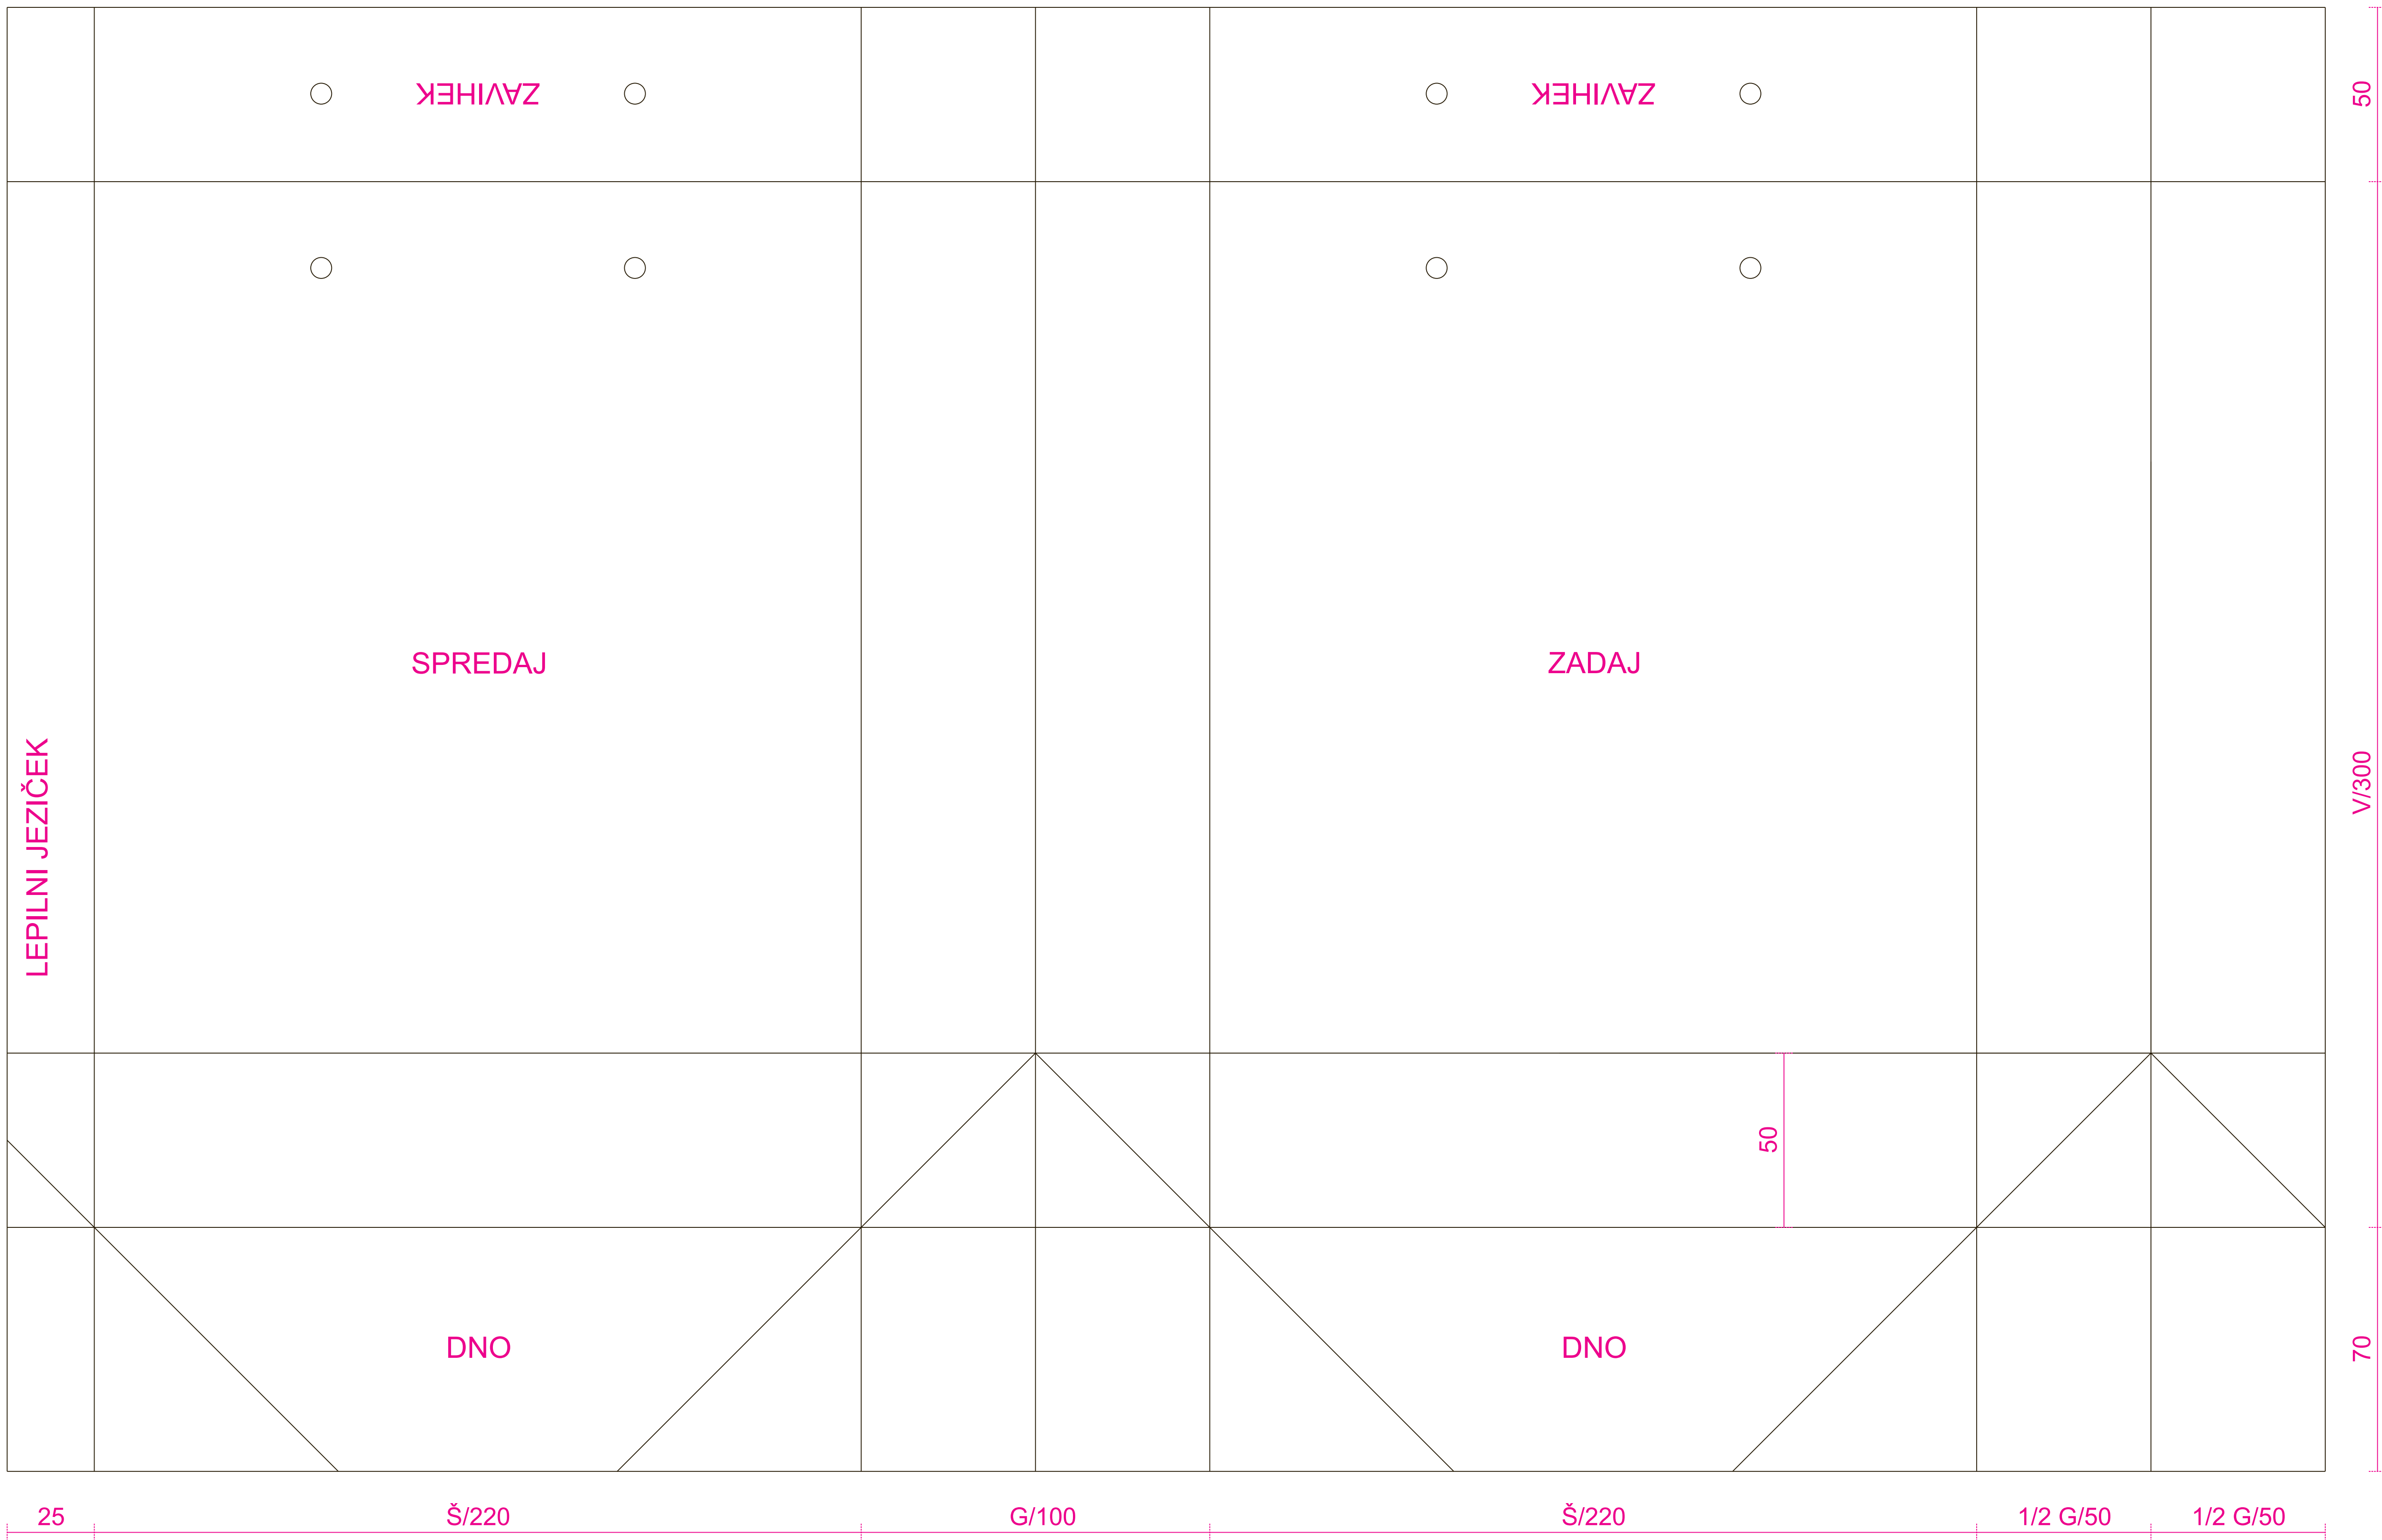 ZAVIHEK
ZAVIHEK
50
SPREDAJ
ZADAJ
LEPILNI JEZIČEK
V/300
50
DNO
DNO
70
25
Š/220
G/100
Š/220
1/2 G/50
1/2 G/50